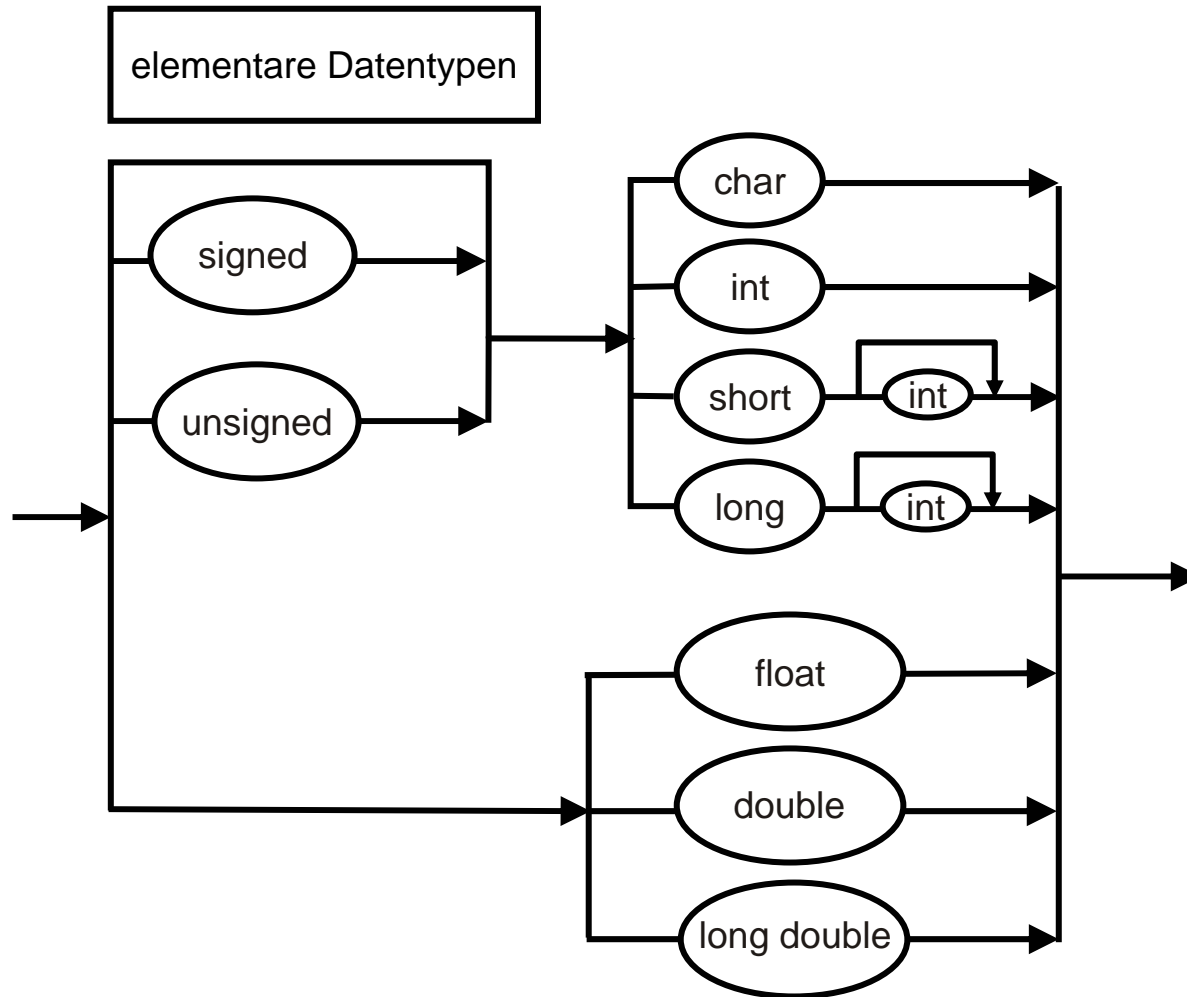 elementare Datentypen
char
signed
int
short
int
unsigned
long
int
float
double
long double